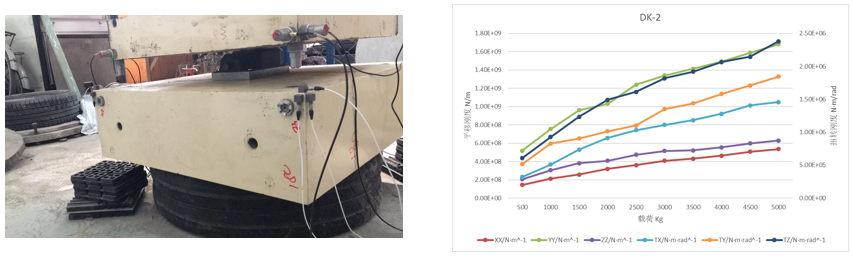 DK-2
平移刚度 N/m
1.80E+09
1.60E+09
1.40E+09
1.20E+09
1.00E+09
8.00E+08
6.00E+08
4.00E+08
2.00E+08
0.00E+00
2.50E+06
2.00E+06
1.50E+06
1.00E+06
5.00E+05
0.00E+00
扭转刚度 N·m/rad
500 1000 1500 2000 2500 3000 3500 4000 4500 5000
载荷 Kg
XX/N·m^-1 YY/N·m^-1 ZZ/N·m^-1 TX/N·m·rad^-1 TY/N·m·rad^-1 TZ/N·m·rad^-1